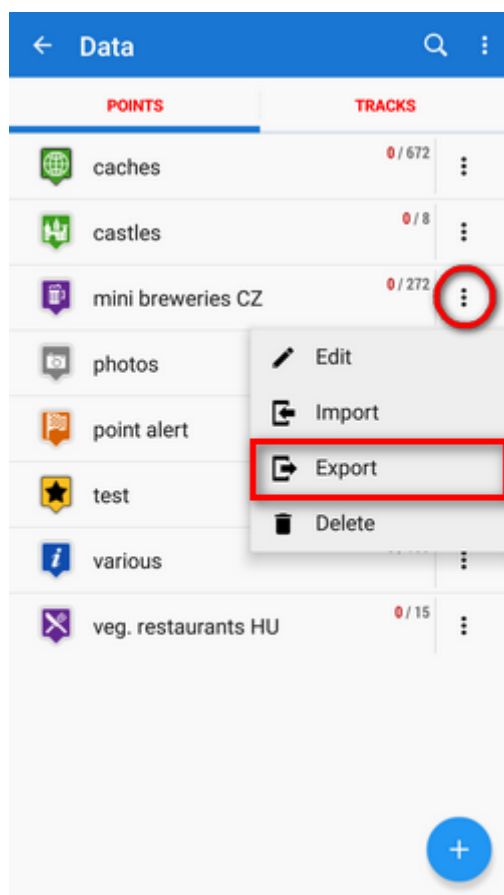 Data
POINTS
TRACKS
caches
0 / 672
castles
0 / 8
mini breweries CZ
0 / 272
photos
Edit
Import
point alert
Export
test
Delete
various
veg. restaurants HU
0 / 15